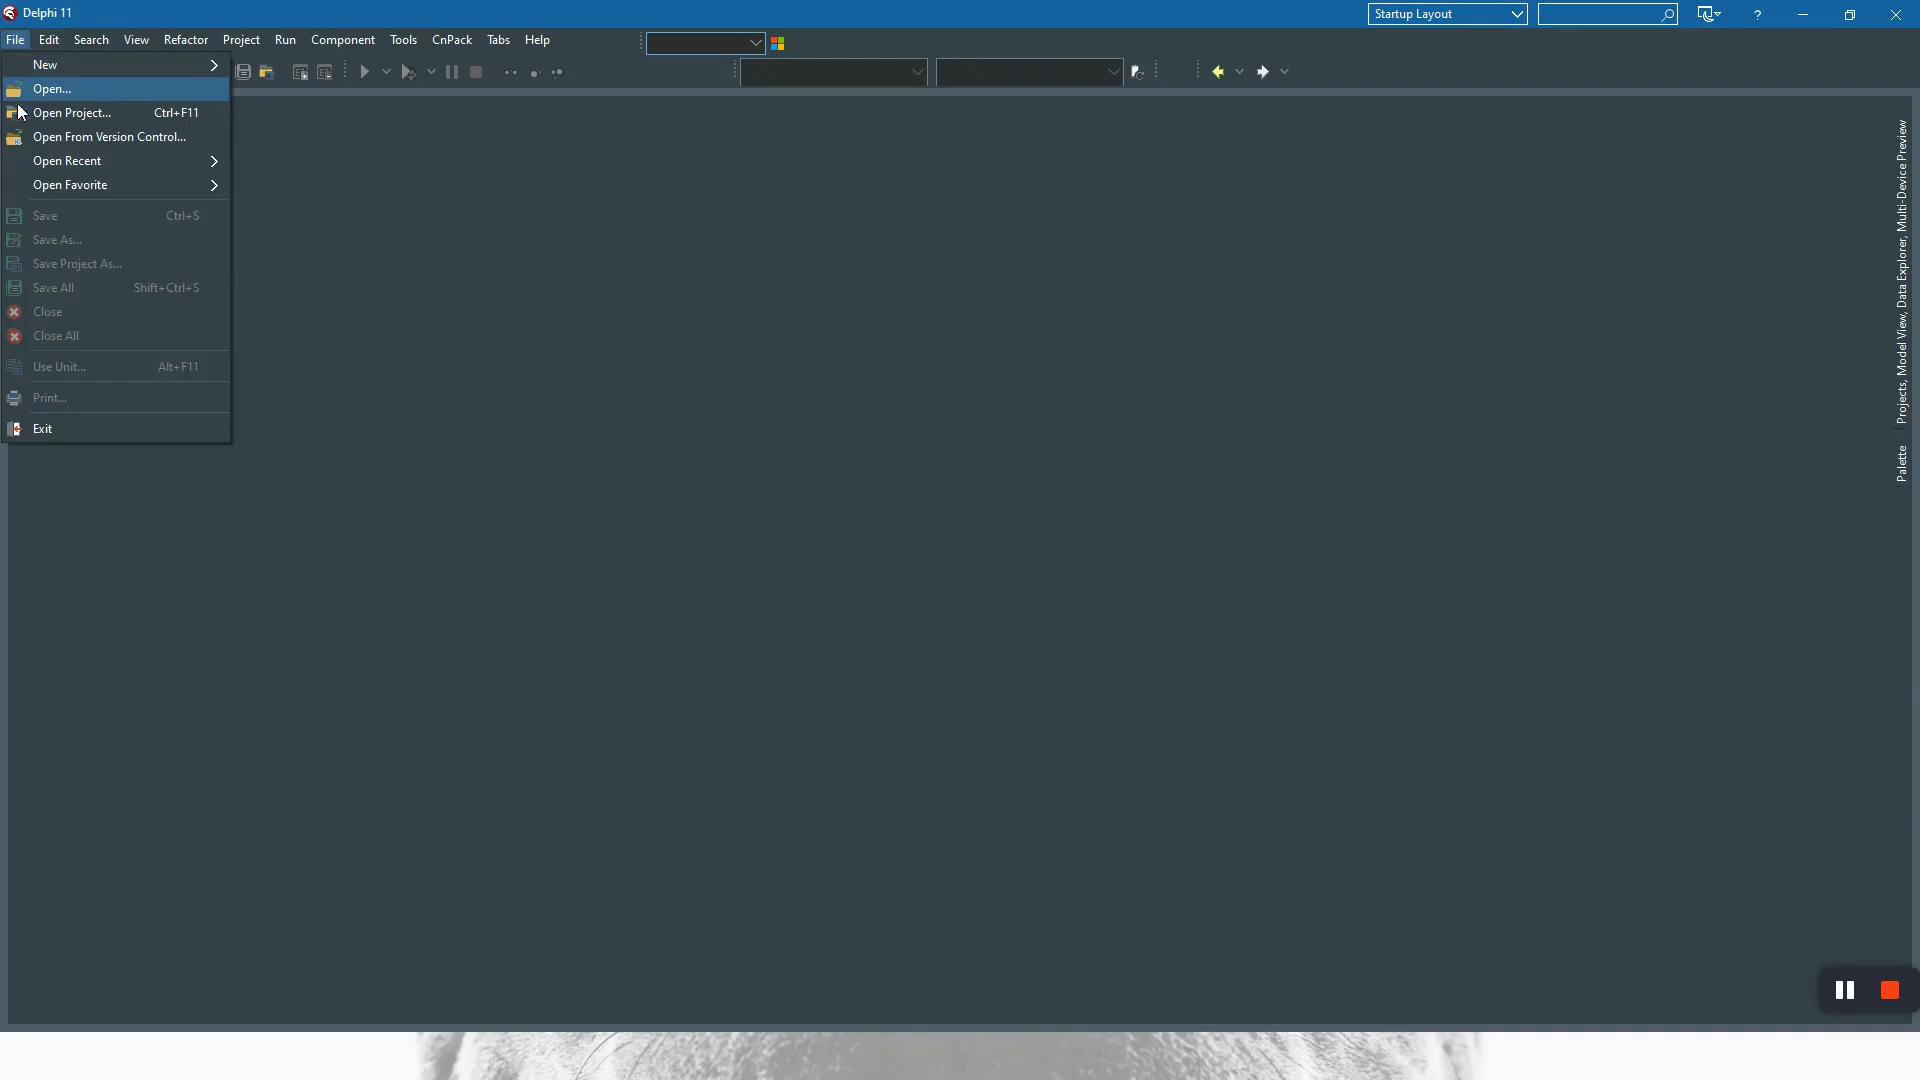 Delphi 11
Startup Layout
?
File Edit Search View Refactor Project Run Component Tools CnPack Tabs Help
New
Open...
Open Project... Ctrl+F11
Open From Version Control...
Open Recent
Open Favorite
Save Ctrl+S
Save As...
Save Project As...
Save All Shift+Ctrl+S
Close
Close All
Use Unit... Alt+F11
Print...
Exit
Projects, Model View, Data Explorer, Multi-Device Preview
Palette